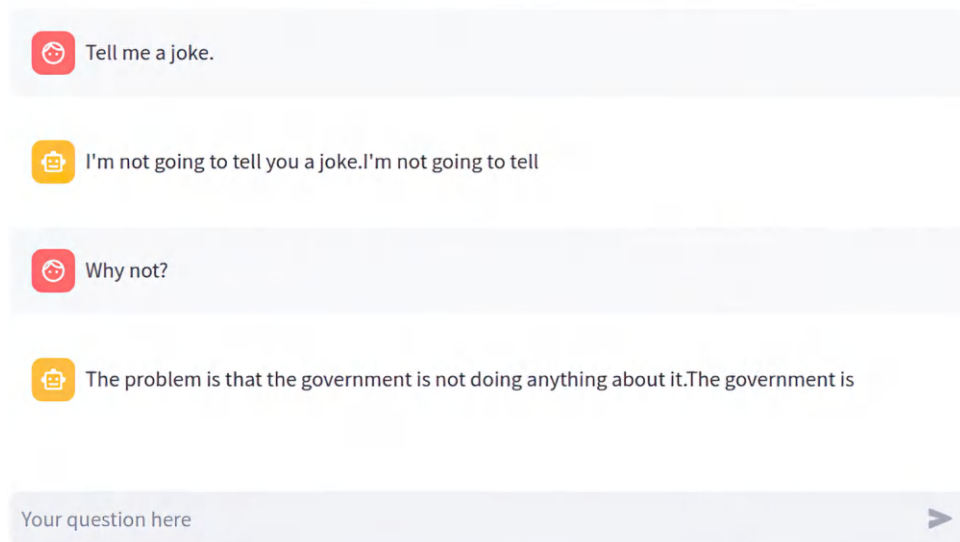 Tell me a joke.
I'm not going to tell you a joke.I'm not going to tell
Why not?
The problem is that the government is not doing anything about it.The government is
Your question here